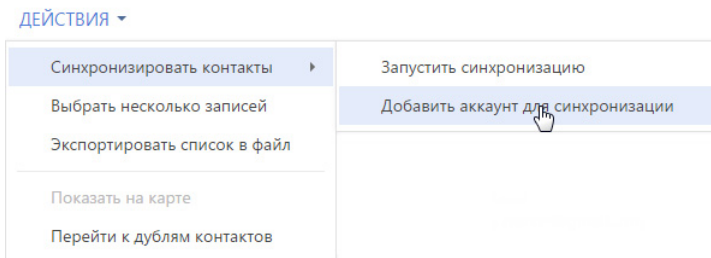 ДЕЙСТВИЯ
Синхронизировать контакты
Запустить синхронизацию
Выбрать несколько записей
Добавить аккаунт для синхронизации
Экспортировать список в файл
Показать на карте
Перейти к дублям контактов